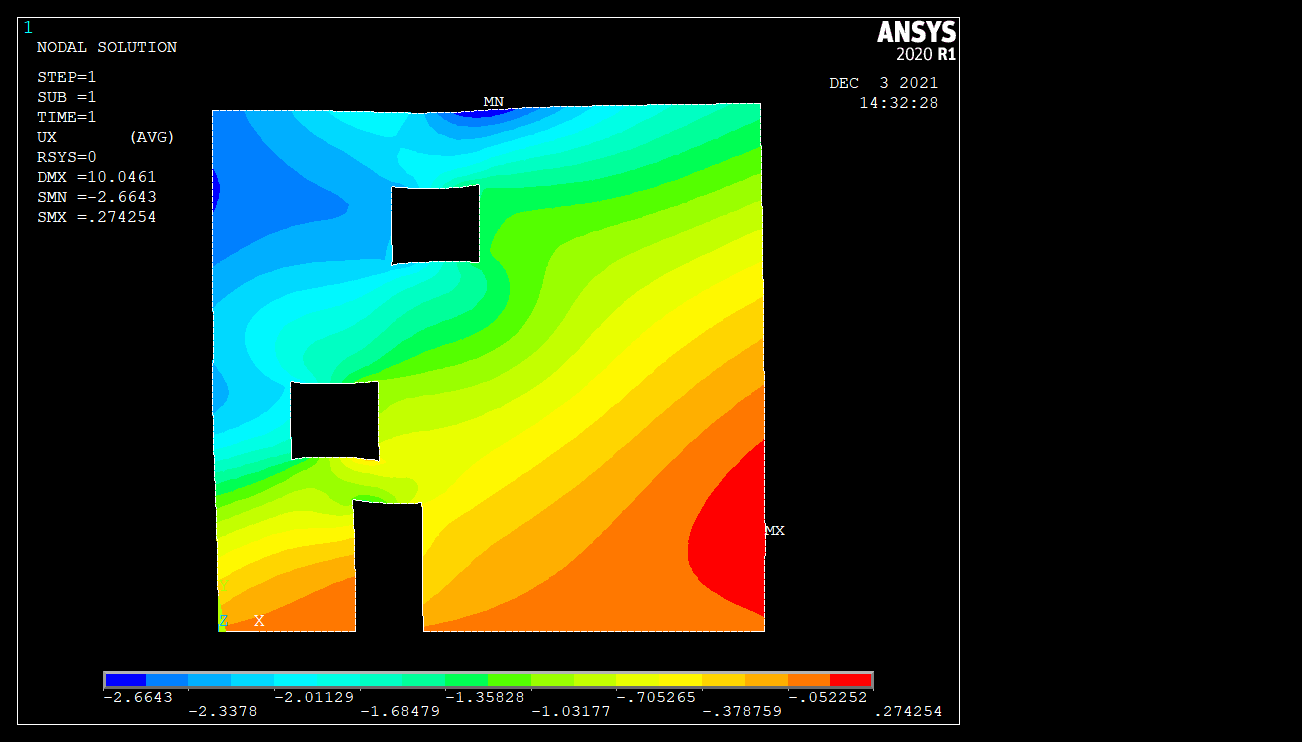 1
NODAL SOLUTION
STEP=1
SUB =1
TIME=1
UX (AVG)
RSYS=0
DMX =10.0461
SMN =-2.6643
SMX =.274254
ANSYS
2020 R1
DEC 3 2021
14:32:28
MN
MX
Y
Z X
-2.6643 -2.01129 -1.35828 -.705265 -.052252
-2.3378 -1.68479 -1.03177 -.378759 .274254